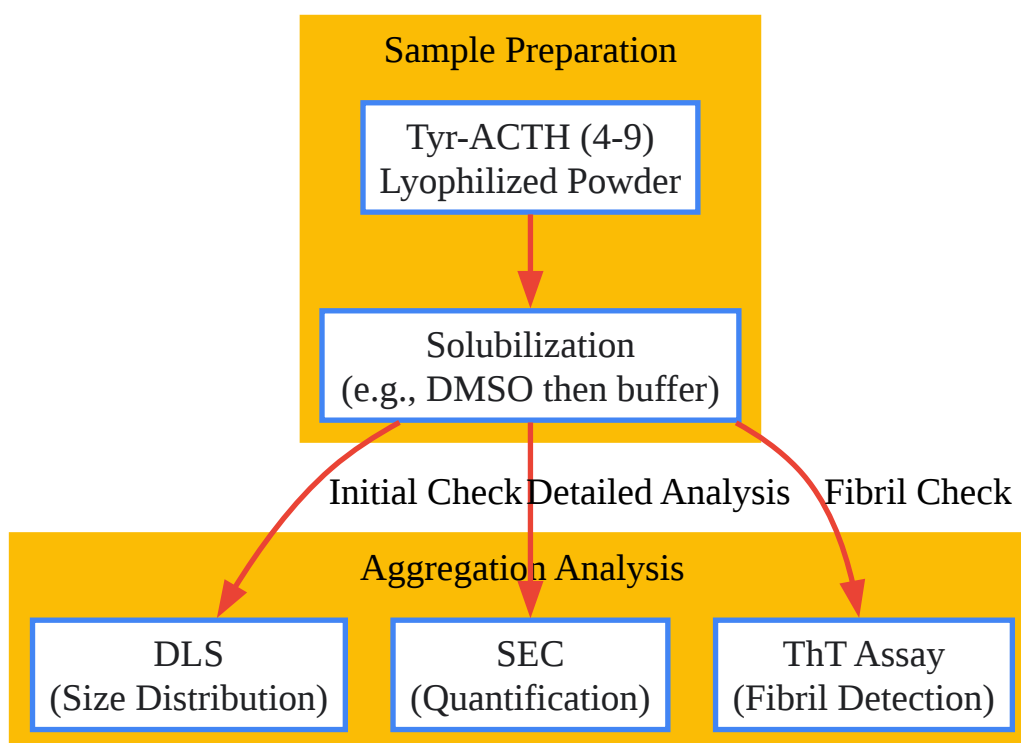 Sample Preparation
Tyr-ACTH (4-9)
Lyophilized Powder
Solubilization
(e.g., DMSO then buffer)
Initial Check
Detailed Analysis
Fibril Check
Aggregation Analysis
DLS
(Size Distribution)
SEC
(Quantification)
ThT Assay
(Fibril Detection)